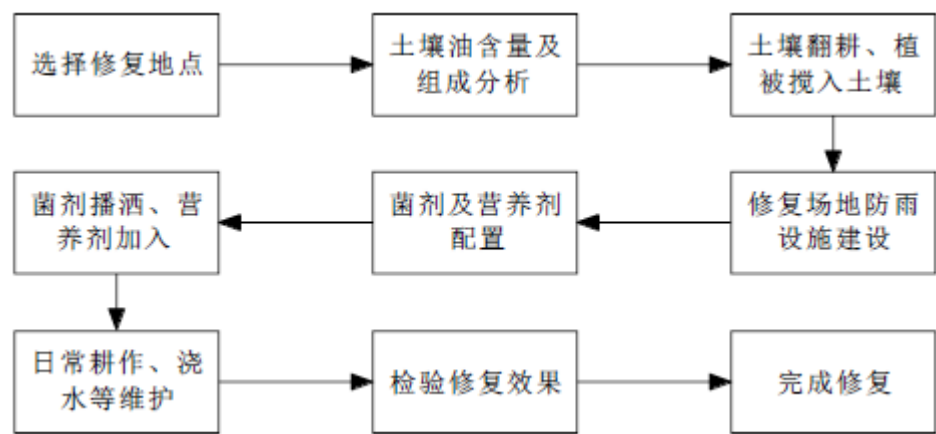 选择修复地点
土壤油含量及
组成分析
土壤翻耕、植
被搅入土壤
修复场地防雨
设施建设
菌剂及营养剂
配置
菌剂播洒、营
养剂加入
日常耕作、浇
水等维护
检验修复效果
完成修复